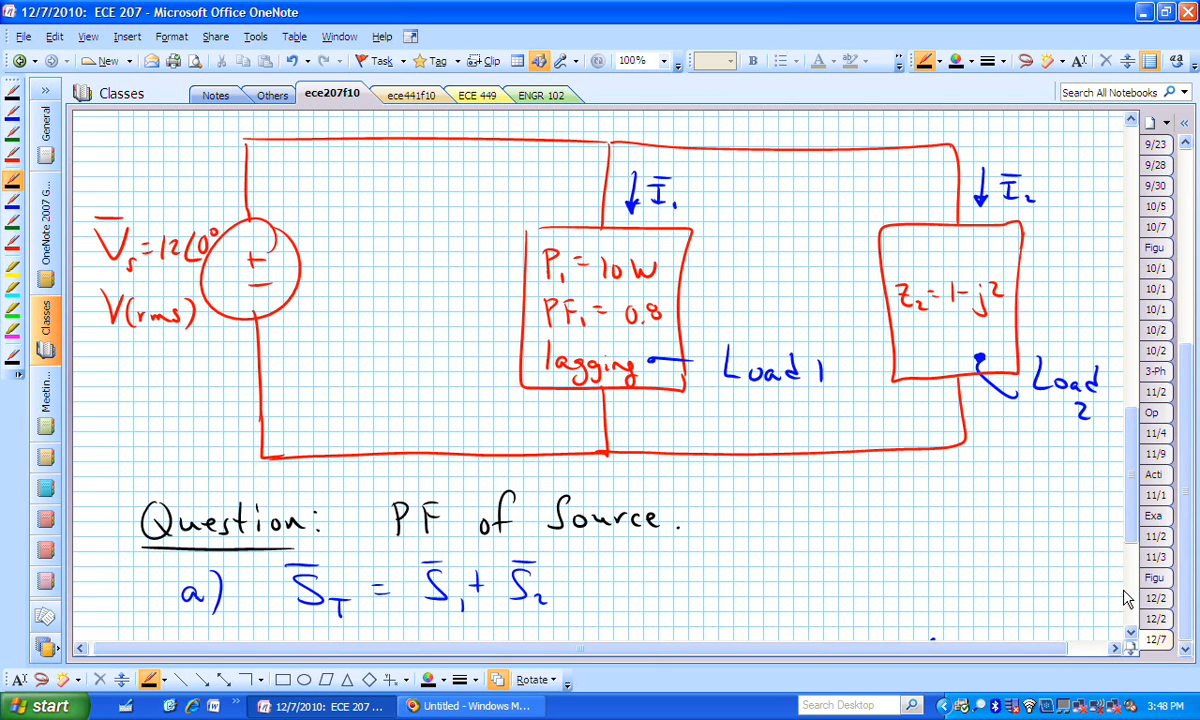 12/7/2010: ECE 207 - Microsoft Office OneNote
File Edit View Insert Format Share Tools Table Window Help
New Task Tag Clip 100% B A
Classes Notes Others ece207f10 ece441f10 ECE 449 ENGR 102 Search All Notebooks
General
OneNote 2007 G...
Classes
Meetin...
V̅s = 12∠0°
V(rms)
+
−
I̅₁
P₁ = 10 W
PF₁ = 0.8
lagging
Load 1
I̅₂
Z₂ = 1 - j2
Load
2
Question: PF of Source.
a) S̅T = S̅₁ + S̅₂
9/23
9/28
9/30
10/5
10/7
Figu
10/1
10/1
10/1
10/2
10/2
3-Ph
11/2
Op
11/4
11/9
Acti
11/1
Exa
11/2
11/3
Figu
12/2
12/2
12/7
Rotate
start 12/7/2010: ECE 207 ... Untitled - Windows M... Search Desktop 3:48 PM